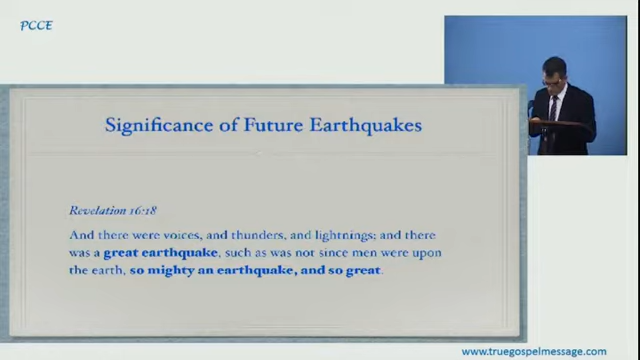 PCCE
Significance of Future Earthquakes
Revelation 16:18
And there were voices, and thunders, and lightnings; and there
was a great earthquake, such as was not since men were upon
the earth, so mighty an earthquake, and so great.
www.truegospelmessage.com